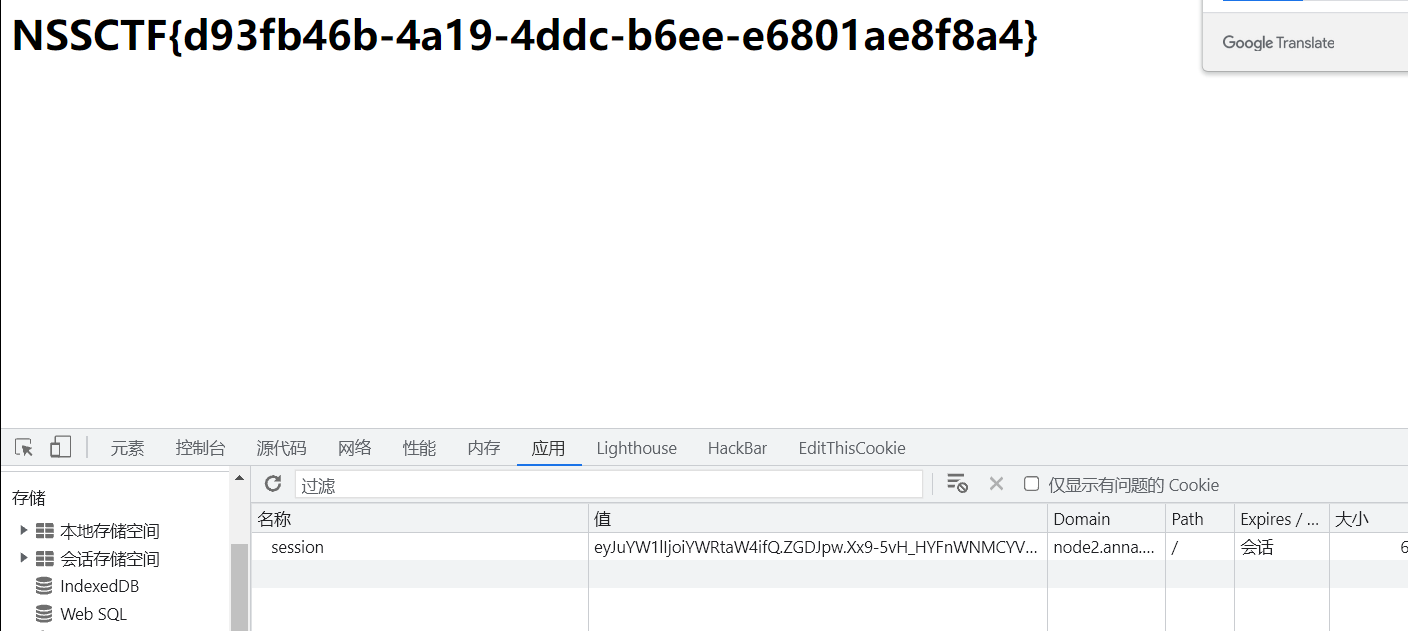 NSSCTF{d93fb46b-4a19-4ddc-b6ee-e6801ae8f8a4}
Google Translate
元素 控制台 源代码 网络 性能 内存 应用 Lighthouse HackBar EditThisCookie
存储
过滤
仅显示有问题的 Cookie
名称 值 Domain Path Expires / ... 大小
session eyJuYW1lIjoiYWRtaW4ifQ.ZGDJpw.Xx9-5vH_HYFnWNMCYV... node2.anna.... / 会话 6
本地存储空间
会话存储空间
IndexedDB
Web SQL